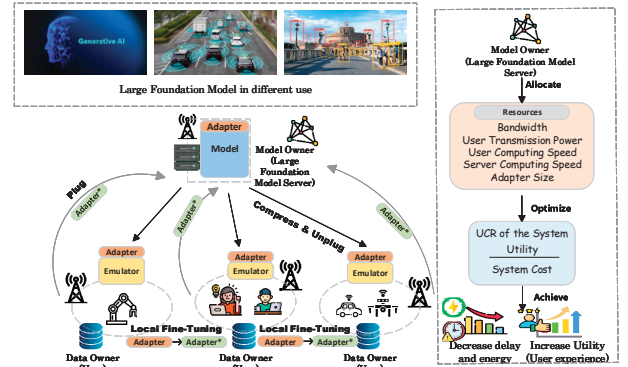 Generative AI
Large Foundation Model in different use
Adapter
Model
Model Owner
(Large
Foundation
Model Server)
Plug
Adapter*
Adapter*
Adapter*
Compress & Unplug
Adapter
Emulator
Adapter
Emulator
Adapter
Emulator
Local Fine-Tuning
Local Fine-Tuning
Adapter
Adapter*
Adapter
Adapter*
Data Owner
Data Owner
Data Owner
Model Owner
(Large Foundation Model
Server)
Allocate
Resources
Bandwidth
User Transmission Power
User Computing Speed
Server Computing Speed
Adapter Size
Optimize
UCR of the System
Utility
System Cost
Achieve
Decrease delay
and energy
Increase Utility
(User experience)